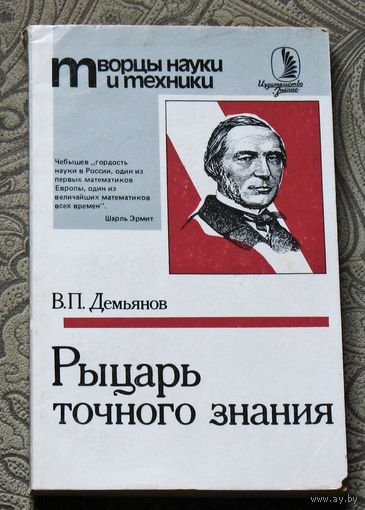 творцы науки
и техники
Издательство
"Знание"
Чебышев „гордость
науки в России, один из
первых математиков
Европы, один из
величайших математиков
всех времен".
Шарль Эрмит
В.П. Демьянов
Рыцарь
точного знания
www.ay.by